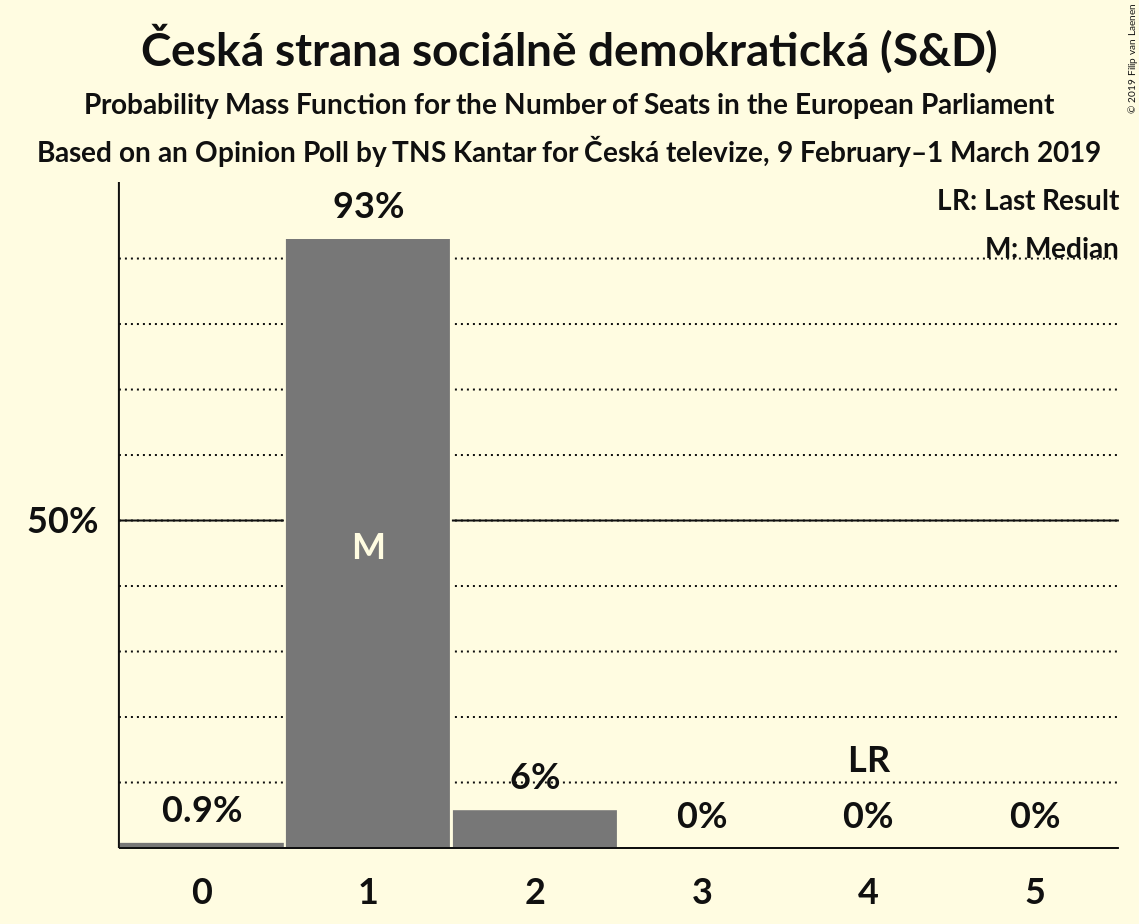 Česká strana sociálně demokratická (S&D)
Probability Mass Function for the Number of Seats in the European Parliament
Based on an Opinion Poll by TNS Kantar for Česká televize, 9 February–1 March 2019
© 2019 Filip van Laenen
LR: Last Result
M: Median
93%
50%
M
LR
6%
0.9%
0%
0%
0%
0
1
2
3
4
5